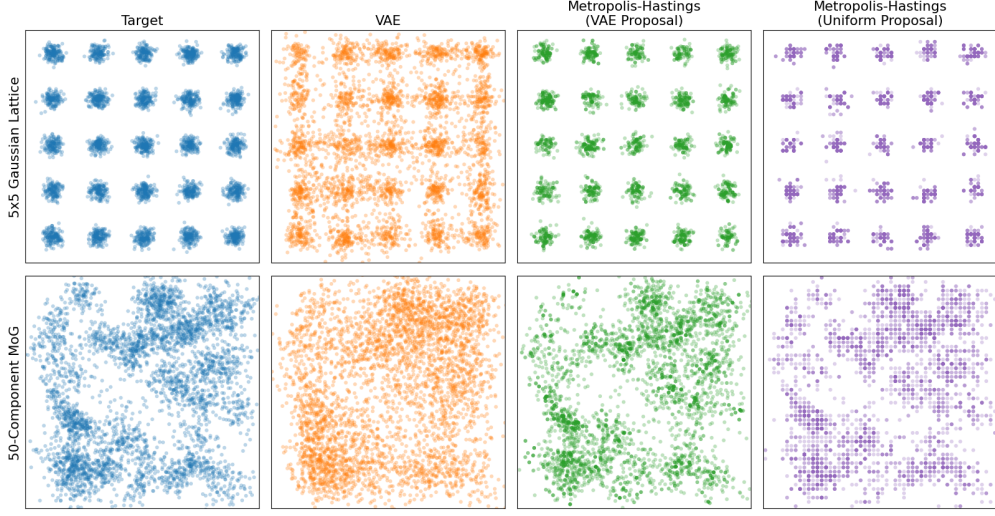 Target
VAE
Metropolis-Hastings
(VAE Proposal)
Metropolis-Hastings
(Uniform Proposal)
5x5 Gaussian Lattice
50-Component MoG